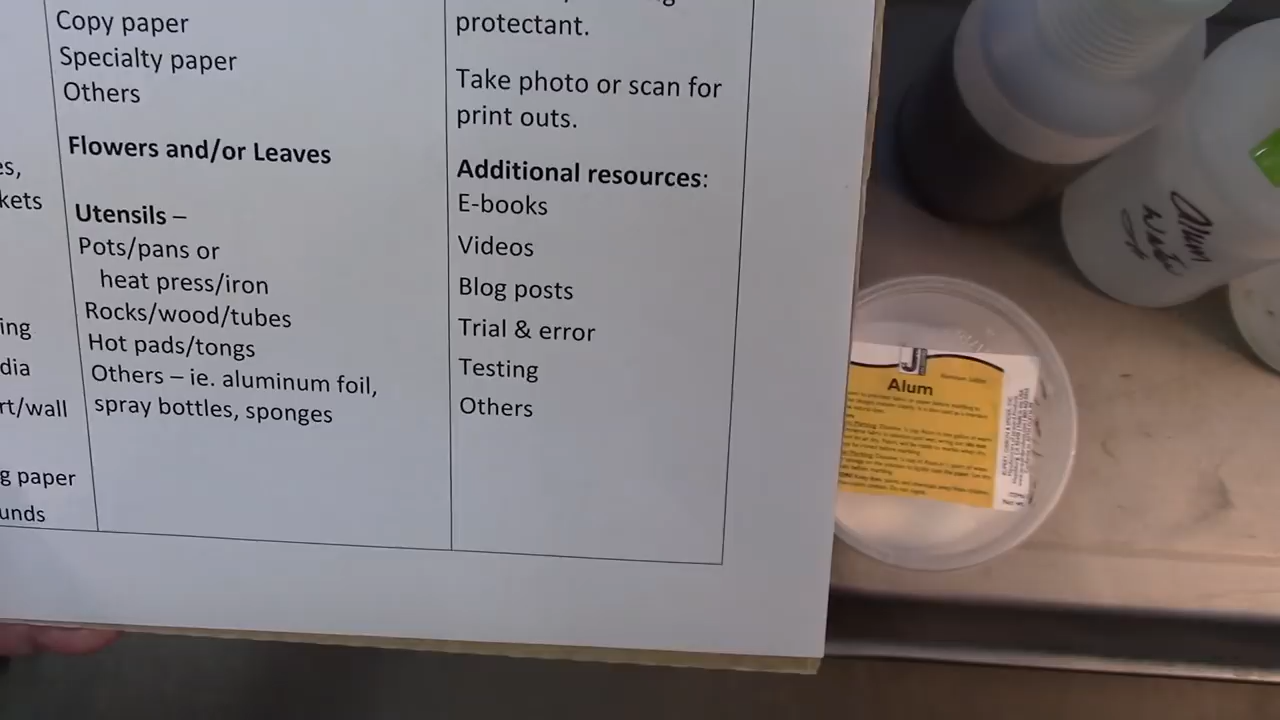 es,
kets
ing
dia
rt/wall
g paper
unds
Copy paper
Specialty paper
Others
Flowers and/or Leaves
Utensils –
Pots/pans or
heat press/iron
Rocks/wood/tubes
Hot pads/tongs
Others – ie. aluminum foil,
spray bottles, sponges
protectant.
Take photo or scan for
print outs.
Additional resources:
E-books
Videos
Blog posts
Trial & error
Testing
Others
Alum
Alum
Water